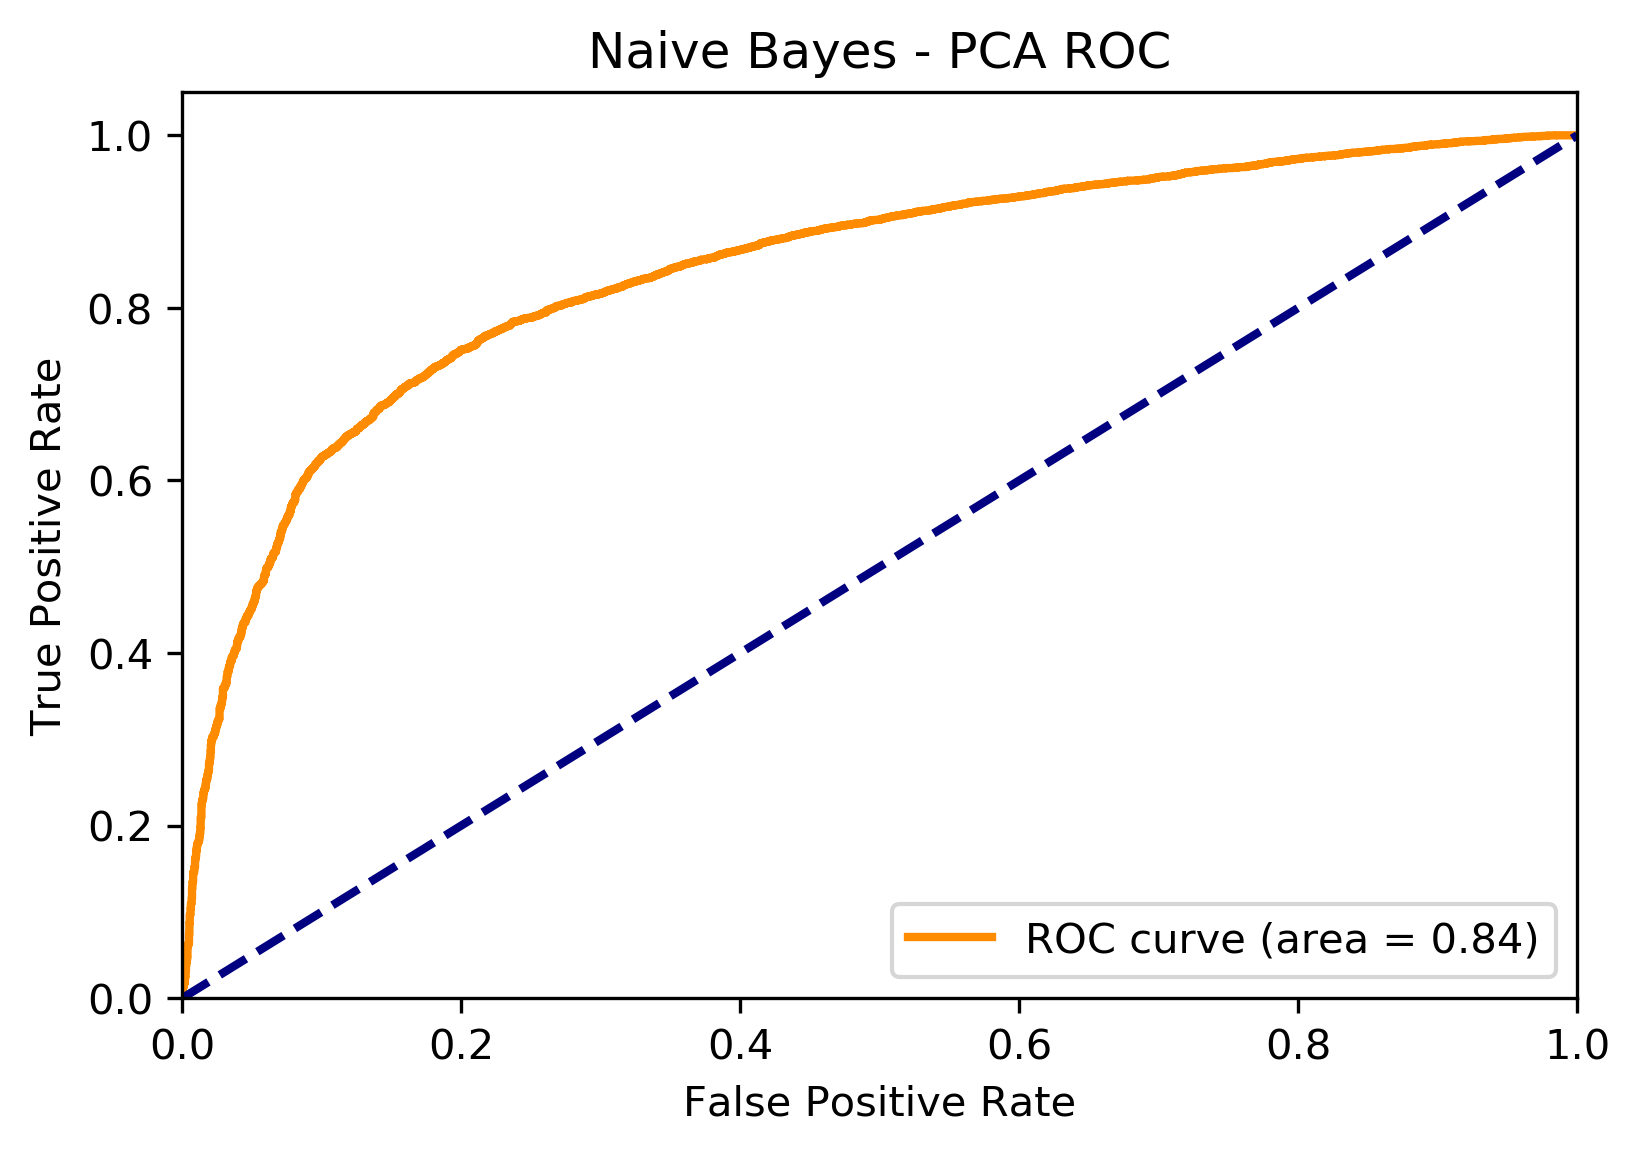 Naive Bayes - PCA ROC
True Positive Rate
1.0
0.8
0.6
0.4
0.2
0.0
ROC curve (area = 0.84)
0.0 0.2 0.4 0.6 0.8 1.0
False Positive Rate